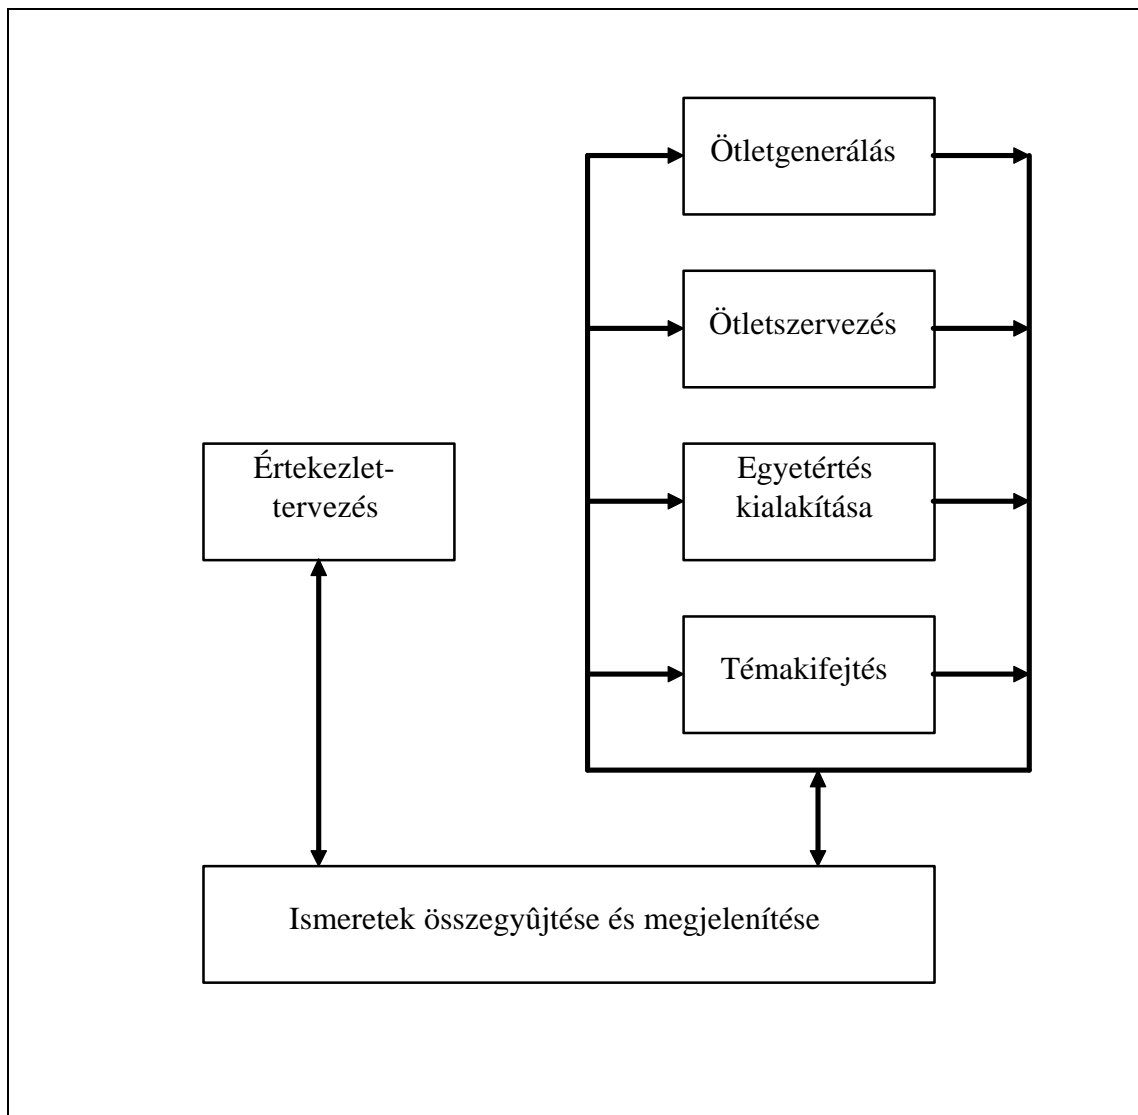 Ötletgenerálás
Ötletszervezés
Értekezlet-
tervezés
Egyetértés
kialakítása
Témakifejtés
Ismeretek összegyûjtése és megjelenítése